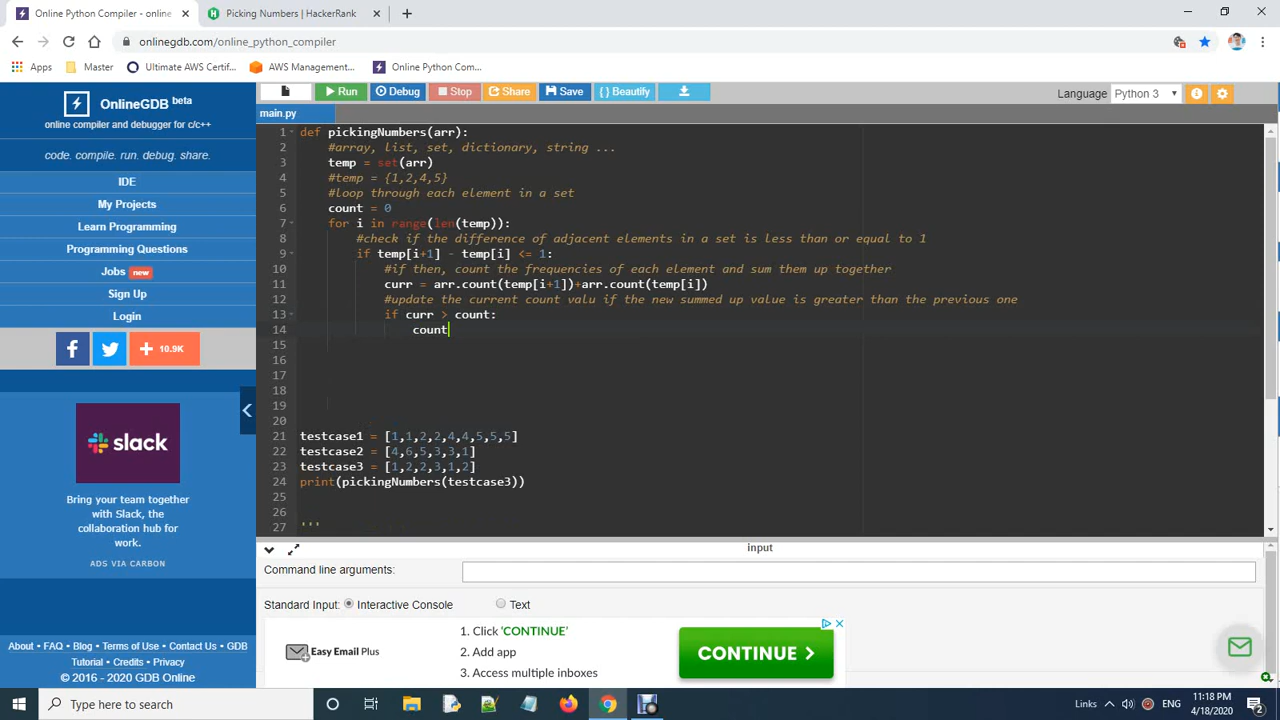 Online GDB Python Compiler - online
Picking Numbers | HackerRank
onlinegdb.com/online_python_compiler
Apps
Master
Ultimate AWS Certif...
AWS Management...
Online Python Com...
OnlineGDB beta
online compiler and debugger for c/c++
code. compile. run. debug. share.
IDE
My Projects
Learn Programming
Programming Questions
Jobs new
Sign Up
Login
10.9K
slack
Bring your team together
with Slack, the
collaboration hub for
work.
ADS VIA CARBON
About • FAQ • Blog • Terms of Use • Contact Us • GDB
Tutorial • Credits • Privacy
© 2016 - 2020 GDB Online
Run
Debug
Stop
Share
Save
{ } Beautify
Language Python 3
main.py
1 def pickingNumbers(arr):
2 #array, list, set, dictionary, string ...
3 temp = set(arr)
4 #temp = {1,2,4,5}
5 #loop through each element in a set
6 count = 0
7 for i in range(len(temp)):
8 #check if the difference of adjacent elements in a set is less than or equal to 1
9 if temp[i+1] - temp[i] <= 1:
10 #if then, count the frequencies of each element and sum them up together
11 curr = arr.count(temp[i+1])+arr.count(temp[i])
12 #update the current count valu if the new summed up value is greater than the previous one
13 if curr > count:
14 count
15
16
17
18
19
20
21 testcase1 = [1,1,2,2,4,4,5,5,5]
22 testcase2 = [4,6,5,3,3,1]
23 testcase3 = [1,2,2,3,1,2]
24 print(pickingNumbers(testcase3))
25
26
27 '''
input
Command line arguments:
Standard Input: Interactive Console Text
Easy Email Plus
1. Click 'CONTINUE'
2. Add app
3. Access multiple inboxes
CONTINUE
Type here to search
Links
ENG
11:18 PM
4/18/2020
2